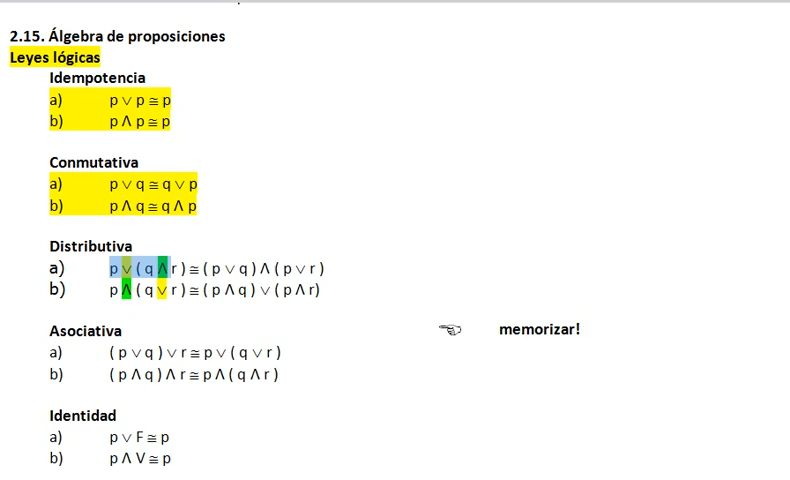 2.15. Álgebra de proposiciones
Leyes lógicas
Idempotencia
a) p ∨ p ≅ p
b) p Λ p ≅ p
Conmutativa
a) p ∨ q ≅ q ∨ p
b) p Λ q ≅ q Λ p
Distributiva
a) p ∨ ( q Λ r ) ≅ ( p ∨ q ) Λ ( p ∨ r )
b) p Λ ( q ∨ r ) ≅ ( p Λ q ) ∨ ( p Λ r)
Asociativa ☜ memorizar!
a) ( p ∨ q ) ∨ r ≅ p ∨ ( q ∨ r )
b) ( p Λ q ) Λ r ≅ p Λ ( q Λ r )
Identidad
a) p ∨ F ≅ p
b) p Λ V ≅ p